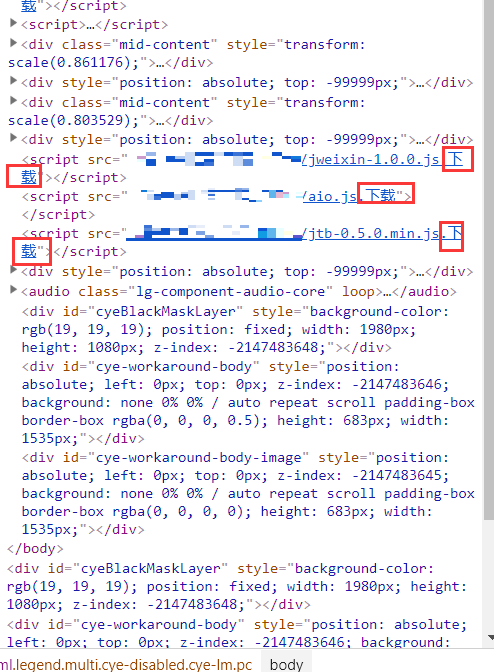 载"></script>
<script>…</script>
<div class="mid-content" style="transform:
scale(0.861176);">…</div>
<div style="position: absolute; top: -99999px;">…</div>
<div class="mid-content" style="transform:
scale(0.803529);">…</div>
<div style="position: absolute; top: -99999px;">…</div>
<script src=" /jweixin-1.0.0.js.下
载"></script>
<script src=" /aio.js.下载">
</script>
<script src=" /jtb-0.5.0.min.js.下
载"></script>
<div style="position: absolute; top: -99999px;">…</div>
<audio class="lg-component-audio-core" loop>…</audio>
<div id="cyeBlackMaskLayer" style="background-color:
rgb(19, 19, 19); position: fixed; width: 1980px;
height: 1080px; z-index: -2147483648;"></div>
<div id="cye-workaround-body" style="position:
absolute; left: 0px; top: 0px; z-index: -2147483646;
background: none 0% 0% / auto repeat scroll padding-box
border-box rgba(0, 0, 0, 0.5); height: 683px; width:
1535px;"></div>
<div id="cye-workaround-body-image" style="position:
absolute; left: 0px; top: 0px; z-index: -2147483645;
background: none 0% 0% / auto repeat scroll padding-box
border-box rgba(0, 0, 0, 0); height: 683px; width:
1535px;"></div>
</body>
<div id="cyeBlackMaskLayer" style="background-color:
rgb(19, 19, 19); position: fixed; width: 1980px; height:
1080px; z-index: -2147483648;"></div>
<div id="cye-workaround-body" style="position: absolute;
left: 0px; top: 0px; z-index: -2147483646; background:
ml.legend.multi.cye-disabled.cye-lm.pc body